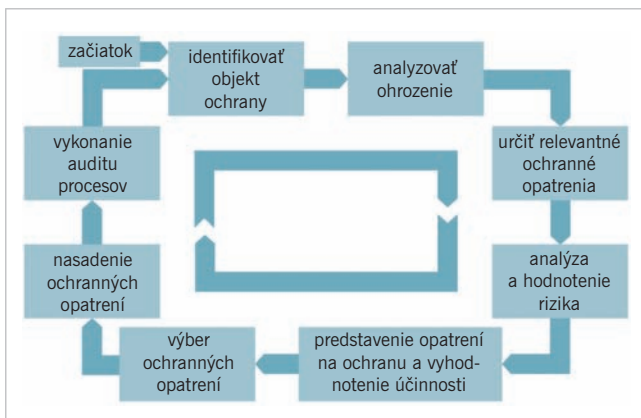 začiatok
identifikovať
objekt
ochrany
analyzovať
ohrozenie
určiť relevantné
ochranné
opatrenia
analýza
a hodnotenie
rizika
predstavenie opatrení
na ochranu a vyhod-
notenie účinnosti
výber
ochranných
opatrení
nasadenie
ochranných
opatrení
vykonanie
auditu
procesov